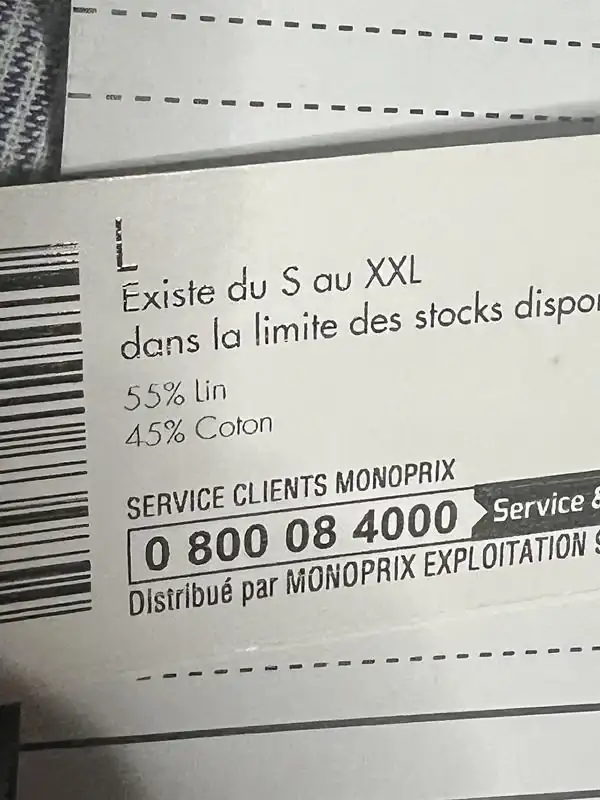 L
Existe du S au XXL
dans la limite des stocks
55% Lin
45% Coton
SERVICE CLIENTS MONOPRIX
0 800 08 4000 Service &
Distribué par MONOPRIX EXPLOITATION